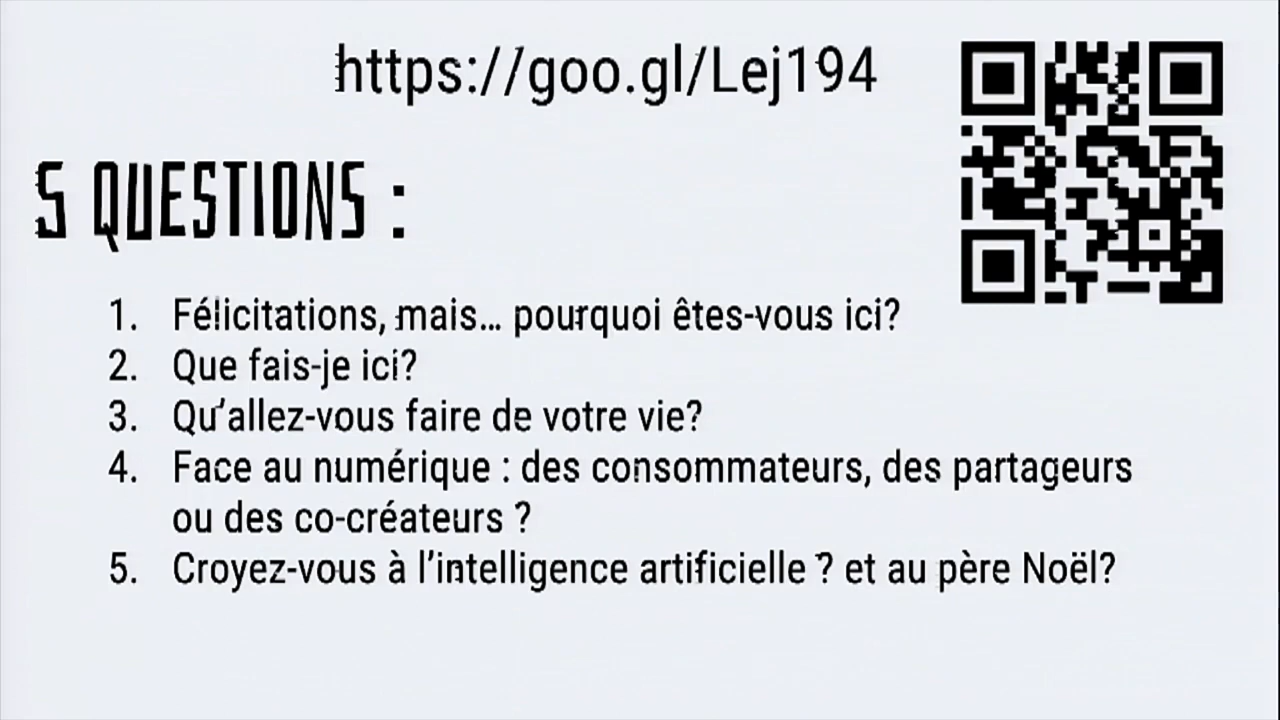 https://goo.gl/Lej194
5 QUESTIONS :
1. Félicitations, mais... pourquoi êtes-vous ici?
2. Que fais-je ici?
3. Qu’allez-vous faire de votre vie?
4. Face au numérique : des consommateurs, des partageurs
ou des co-créateurs ?
5. Croyez-vous à l’intelligence artificielle ? et au père Noël?